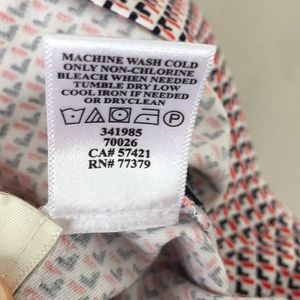 MACHINE WASH COLD
ONLY NON-CHLORINE
BLEACH WHEN NEEDED
TUMBLE DRY LOW
COOL IRON IF NEEDED
OR DRYCLEAN
341985
70026
CA# 57421
RN# 77379